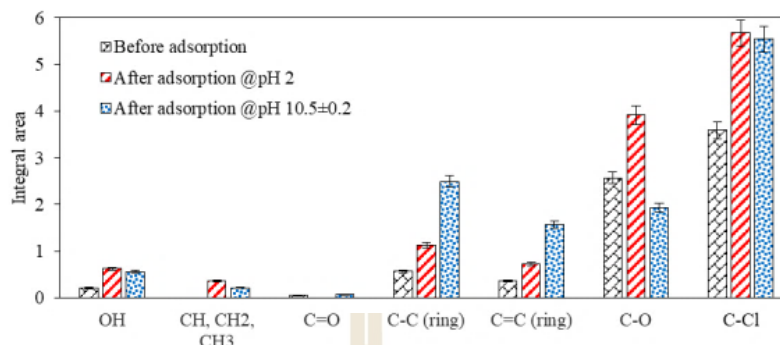 6
5
4
3
2
1
0
Integral area
Before adsorption
After adsorption @pH 2
After adsorption @pH 10.5±0.2
OH
CH, CH2,
CH3
C=O
C-C (ring)
C=C (ring)
C-O
C-Cl